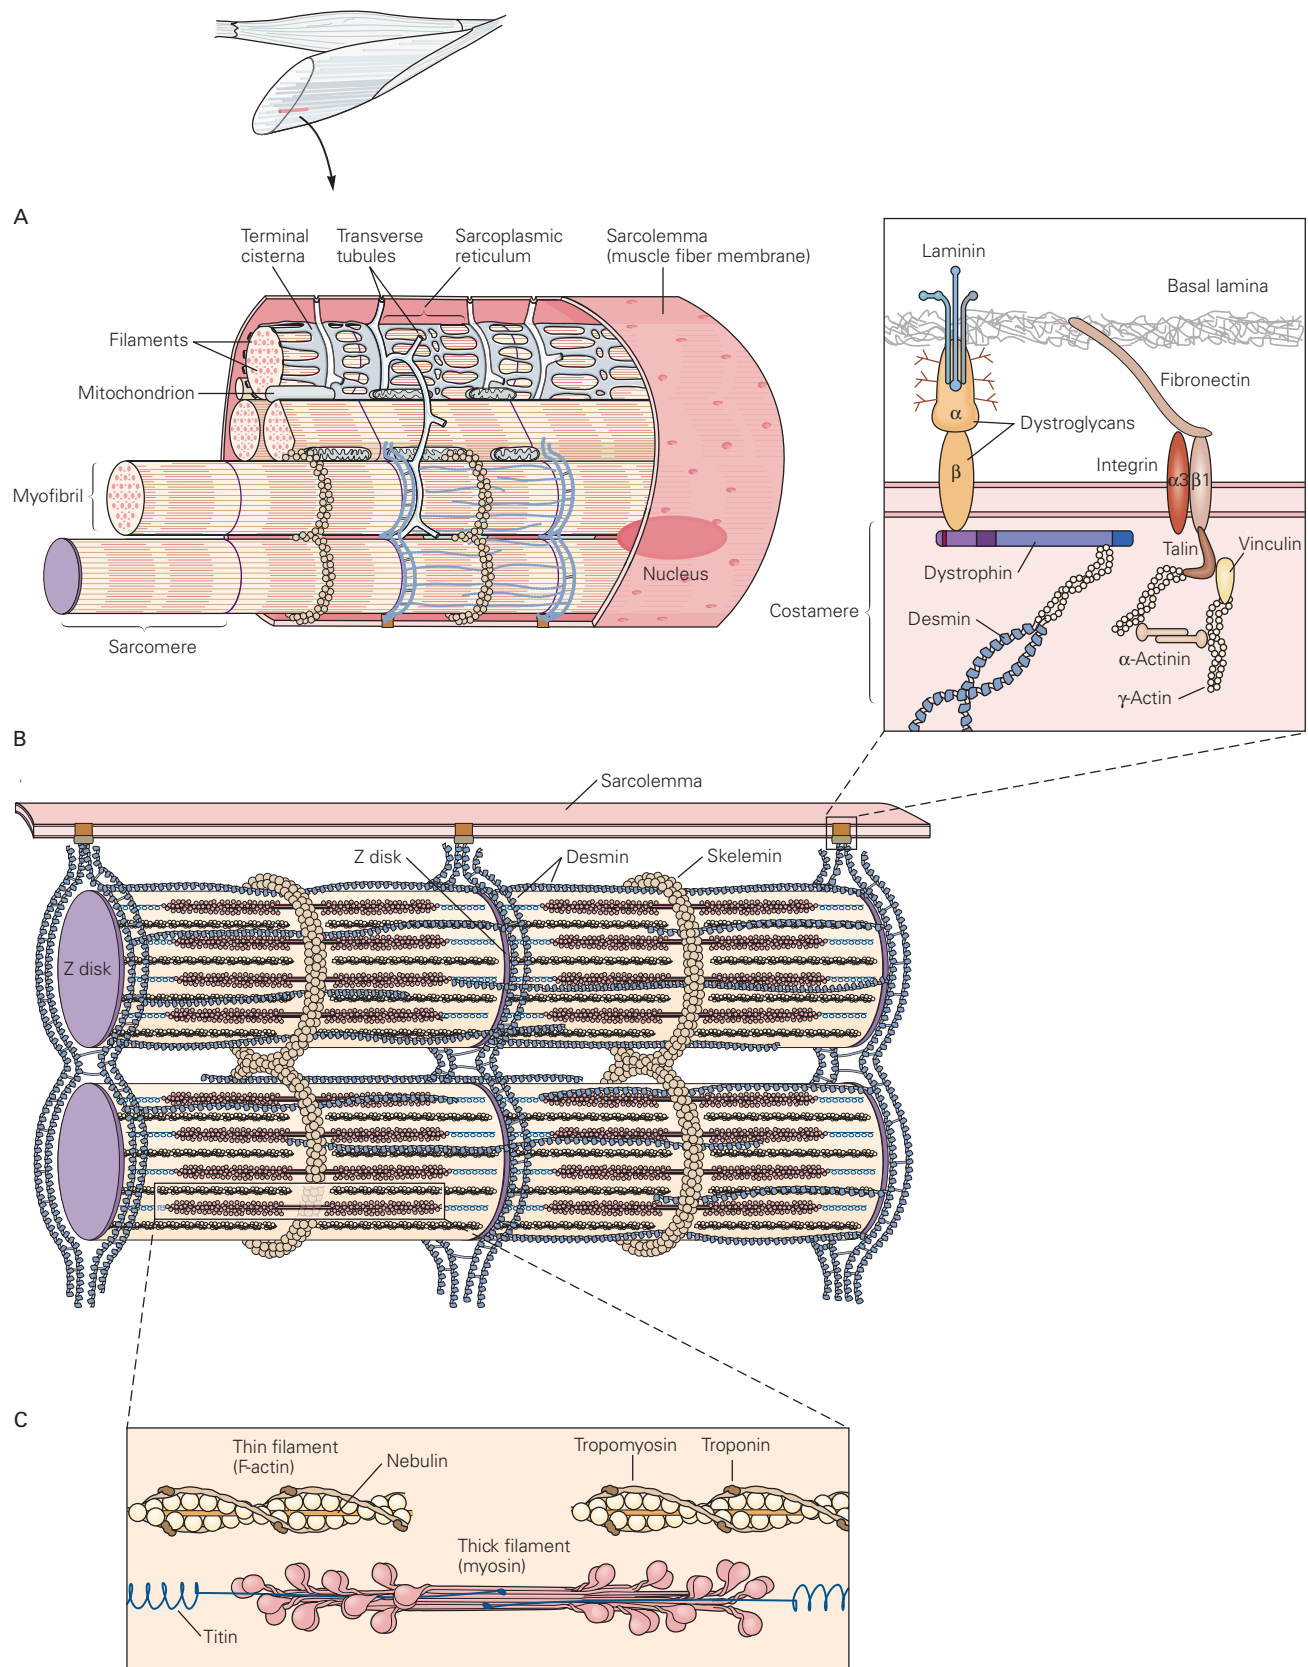 A
Terminal
cisterna
Transverse
tubules
Sarcoplasmic
reticulum
Sarcolemma
(muscle fiber membrane)
Filaments
Mitochondrion
Myofibril
Nucleus
Sarcomere
Laminin
Basal lamina
Fibronectin
α
Dystroglycans
β
Integrin
α3
β1
Talin
Vinculin
Dystrophin
Costamere
Desmin
α-Actinin
γ-Actin
B
Sarcolemma
Z disk
Desmin
Skelemin
Z disk
C
Thin filament
(F-actin)
Nebulin
Tropomyosin
Troponin
Thick filament
(myosin)
Titin